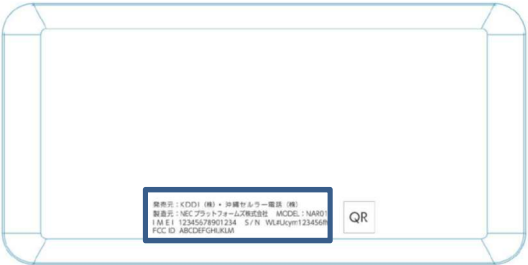 発売元：KDDI（株）・沖縄セルラー電話（株）
製造元：NECプラットフォームズ株式会社 MODEL：NAR01
IMEI 12345678901234 S/N
FCC ID ABCDEFGHIJKLM
QR